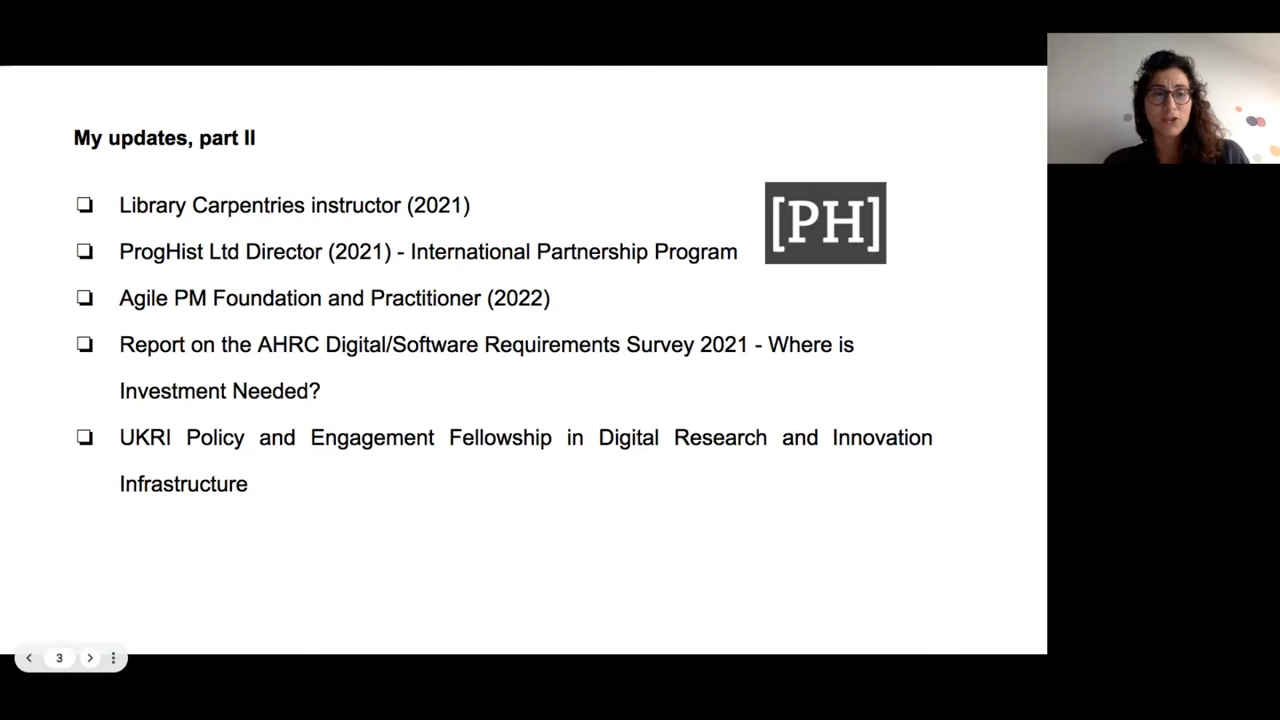 My updates, part II
Library Carpentries instructor (2021)
[PH]
ProgHist Ltd Director (2021) - International Partnership Program
Agile PM Foundation and Practitioner (2022)
Report on the AHRC Digital/Software Requirements Survey 2021 - Where is
Investment Needed?
UKRI Policy and Engagement Fellowship in Digital Research and Innovation
Infrastructure
3